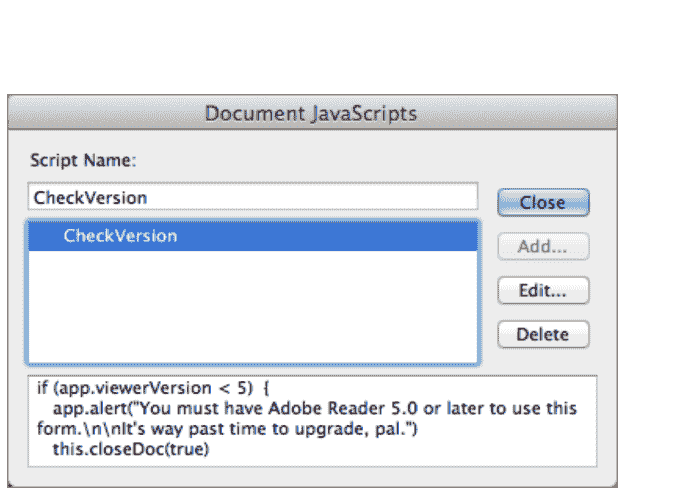 Document JavaScripts
Script Name:
CheckVersion
Close
CheckVersion
Add...
Edit...
Delete
if (app.viewerVersion < 5) {
app.alert("You must have Adobe Reader 5.0 or later to use this
form.\n\nIt's way past time to upgrade, pal.")
this.closeDoc(true)